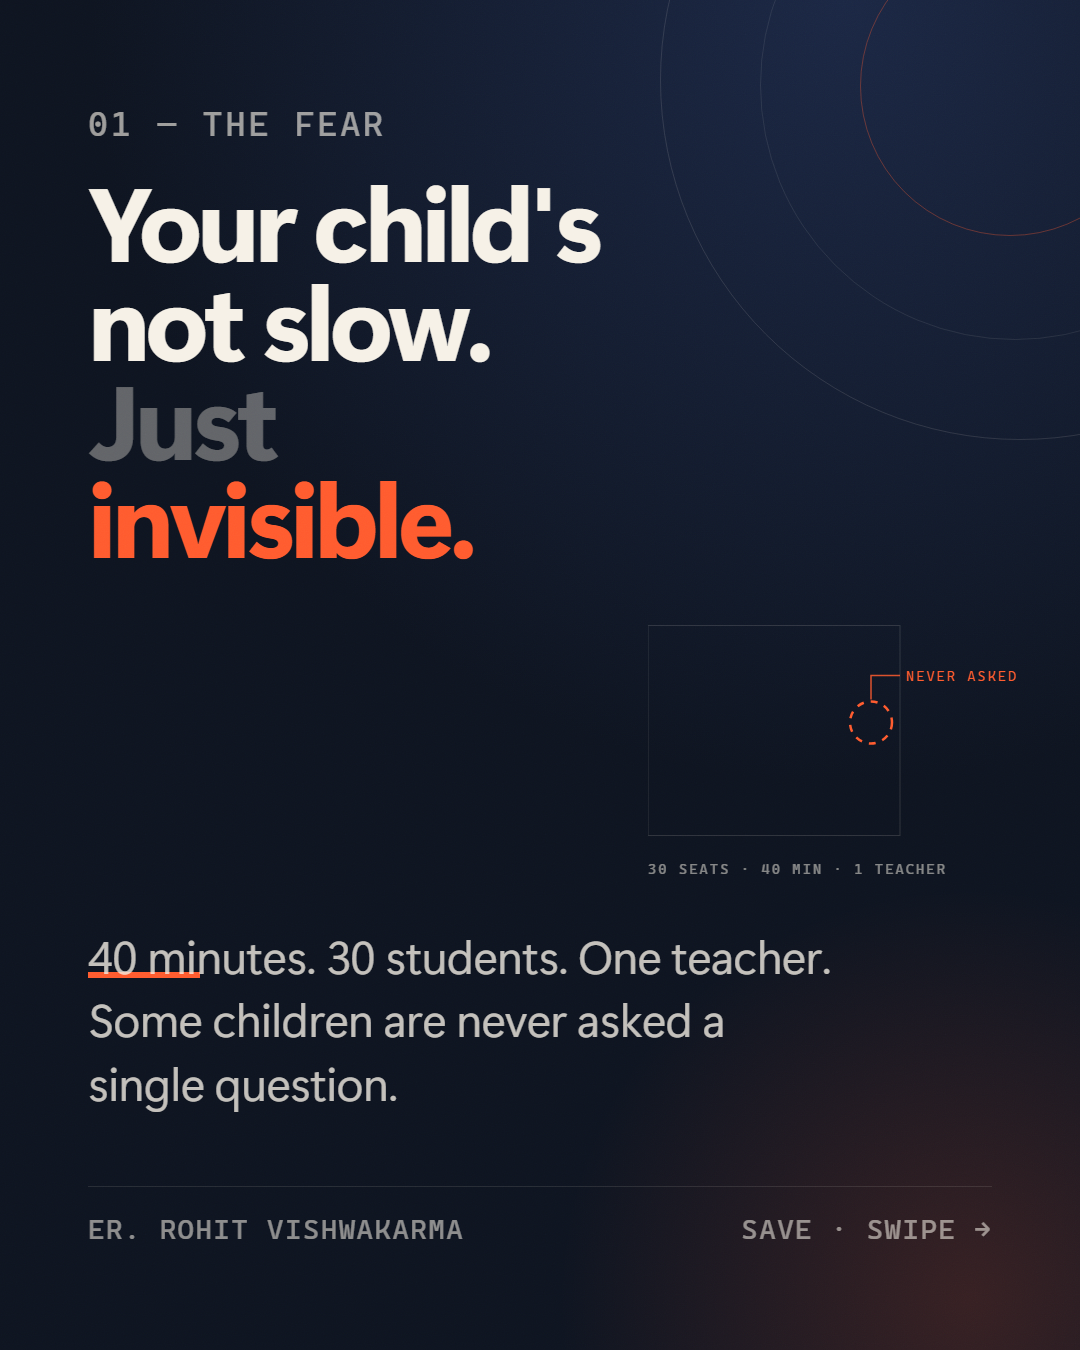 01 — THE FEAR
Your child's
not slow.
Just
invisible.
NEVER ASKED
30 SEATS · 40 MIN · 1 TEACHER
40 minutes. 30 students. One teacher.
Some children are never asked a
single question.
ER. ROHIT VISHWAKARMA
SAVE · SWIPE →